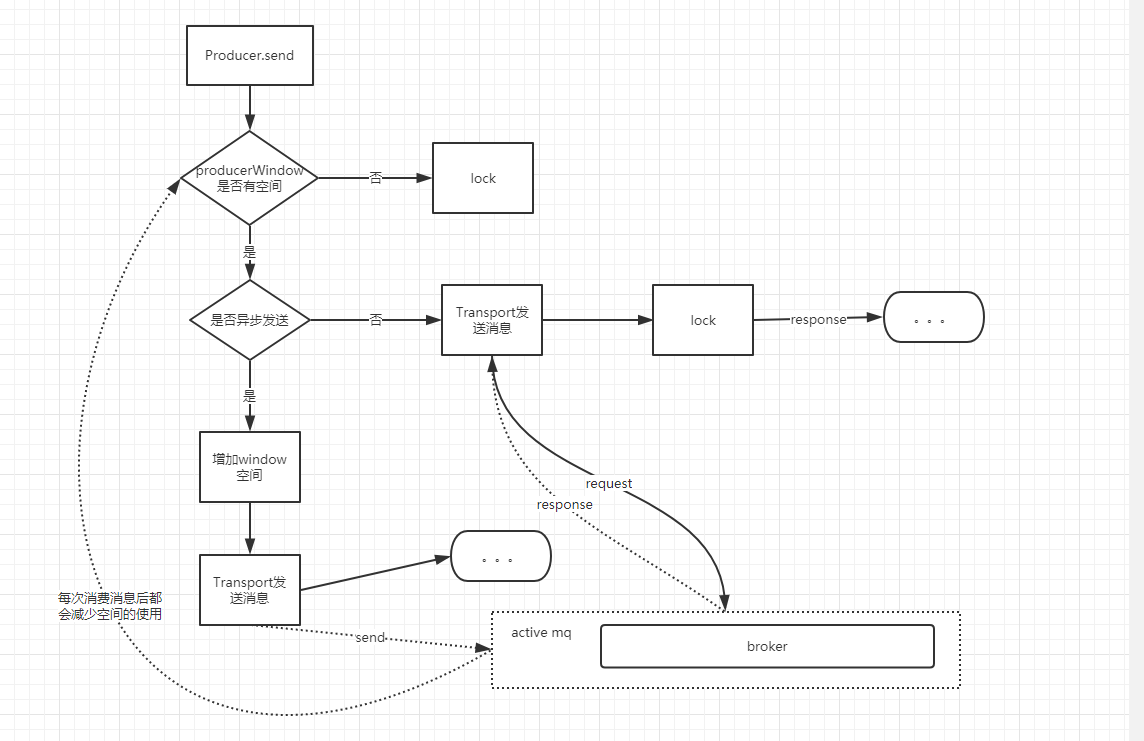 Producer.send
producerWindow
是否有空间
否
lock
是
是否异步发送
否
Transport发
送消息
lock
response
。。。
是
增加window
空间
request
response
Transport发
送消息
。。。
每次消费消息后都
会减少空间的使用
send
active mq
broker